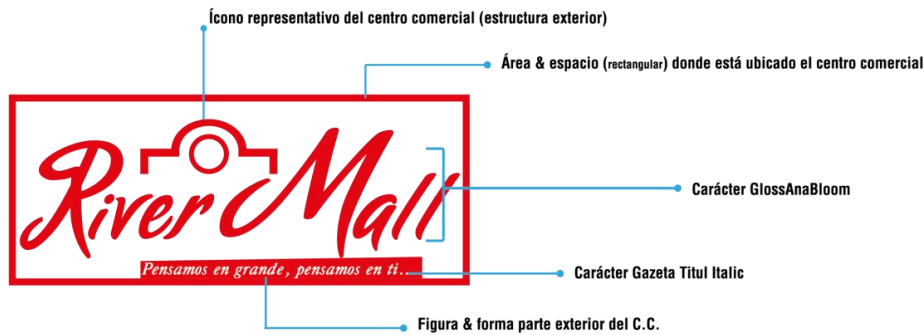 Ícono representativo del centro comercial (estructura exterior)
Área & espacio (rectangular) donde está ubicado el centro comercial
River Mall
Carácter GlossAnaBloom
Pensamos en grande, pensamos en ti...
Carácter Gazeta Titul Italic
Figura & forma parte exterior del C.C.